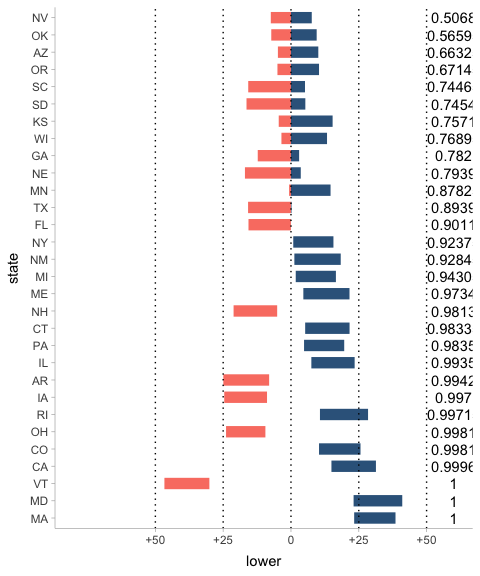 NV 0.5068
OK 0.5659
AZ 0.6632
OR 0.6714
SC 0.7446
SD 0.7454
KS 0.7571
WI 0.7689
GA 0.782
NE 0.7939
MN 0.8782
TX 0.8939
FL 0.9011
NY 0.9237
NM 0.9284
MI 0.9430
ME 0.9734
NH 0.9813
CT 0.9833
PA 0.9835
IL 0.9935
AR 0.9942
IA 0.997
RI 0.9971
OH 0.9981
CO 0.9981
CA 0.9996
VT 1
MD 1
MA 1
state
+50 +25 0 +25 +50
lower